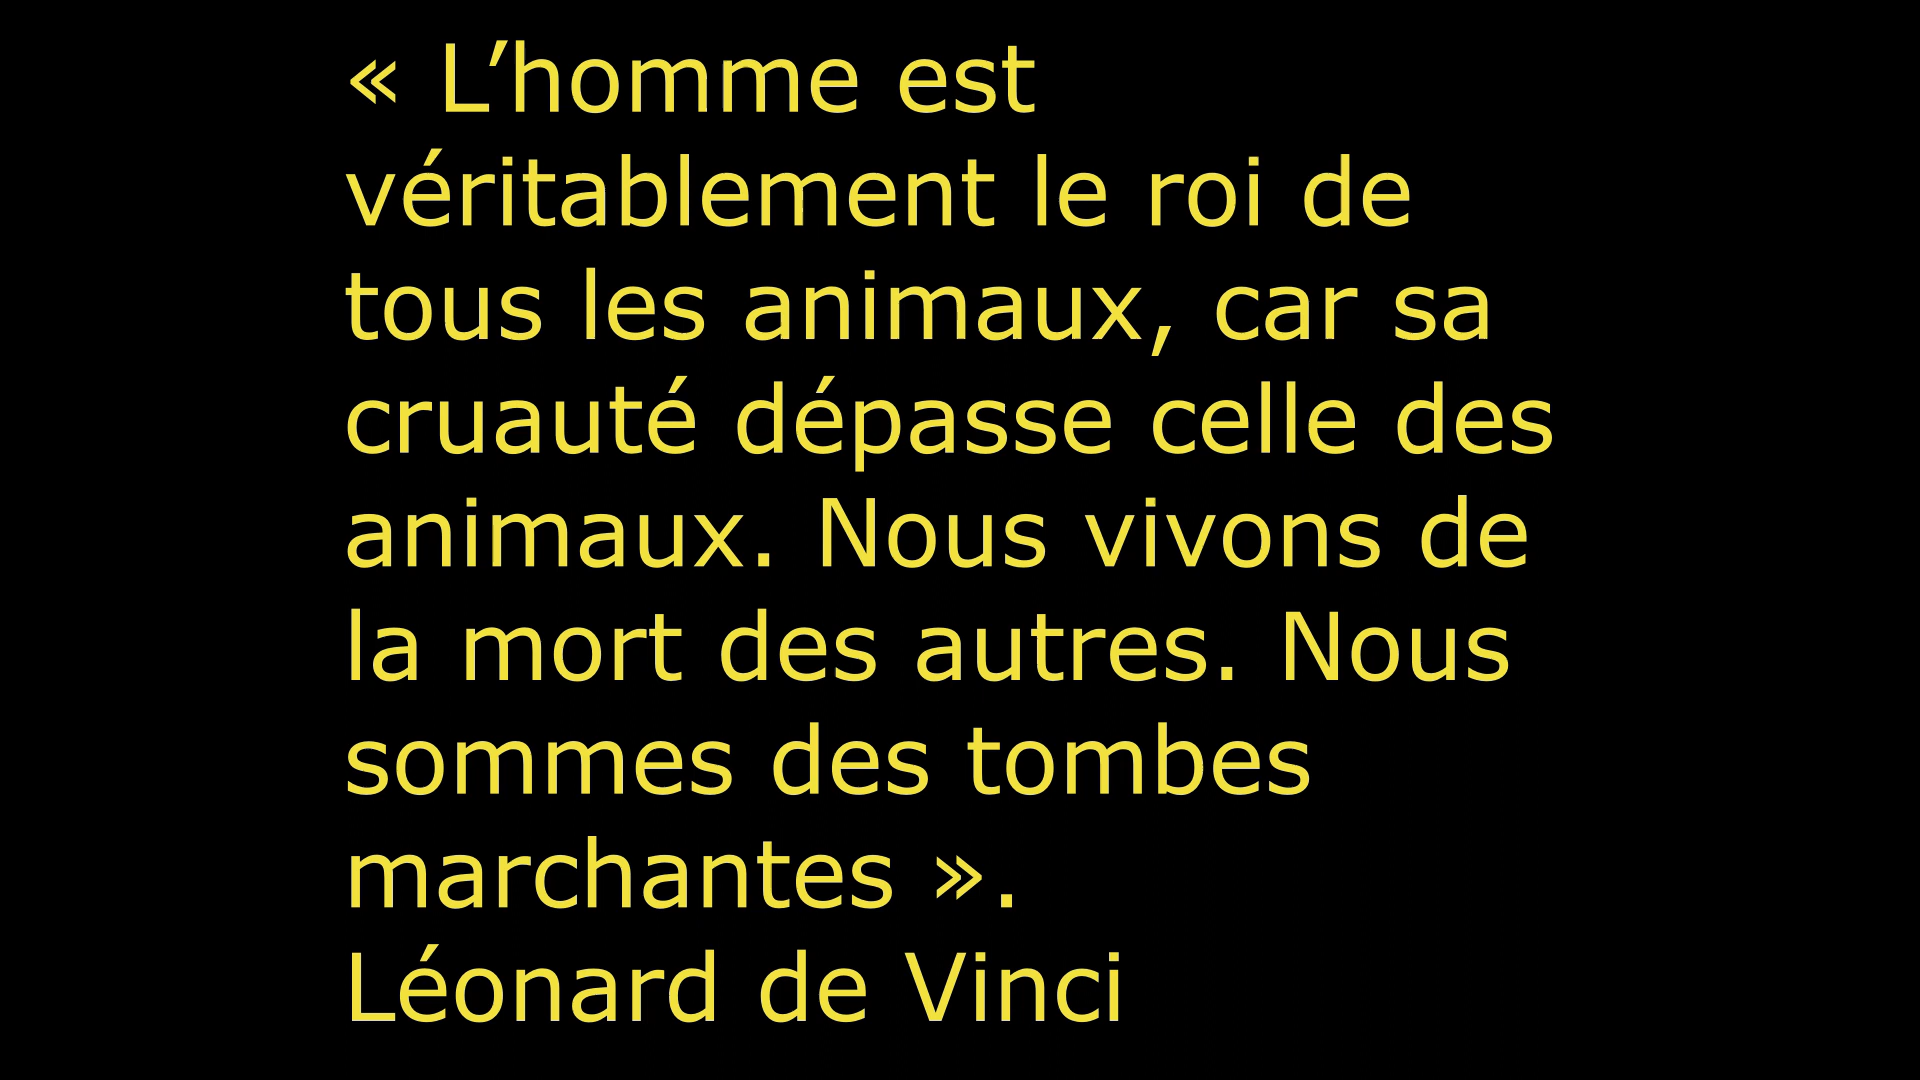 « L’homme est
véritablement le roi de
tous les animaux, car sa
cruauté dépasse celle des
animaux. Nous vivons de
la mort des autres. Nous
sommes des tombes
marchantes ».
Léonard de Vinci